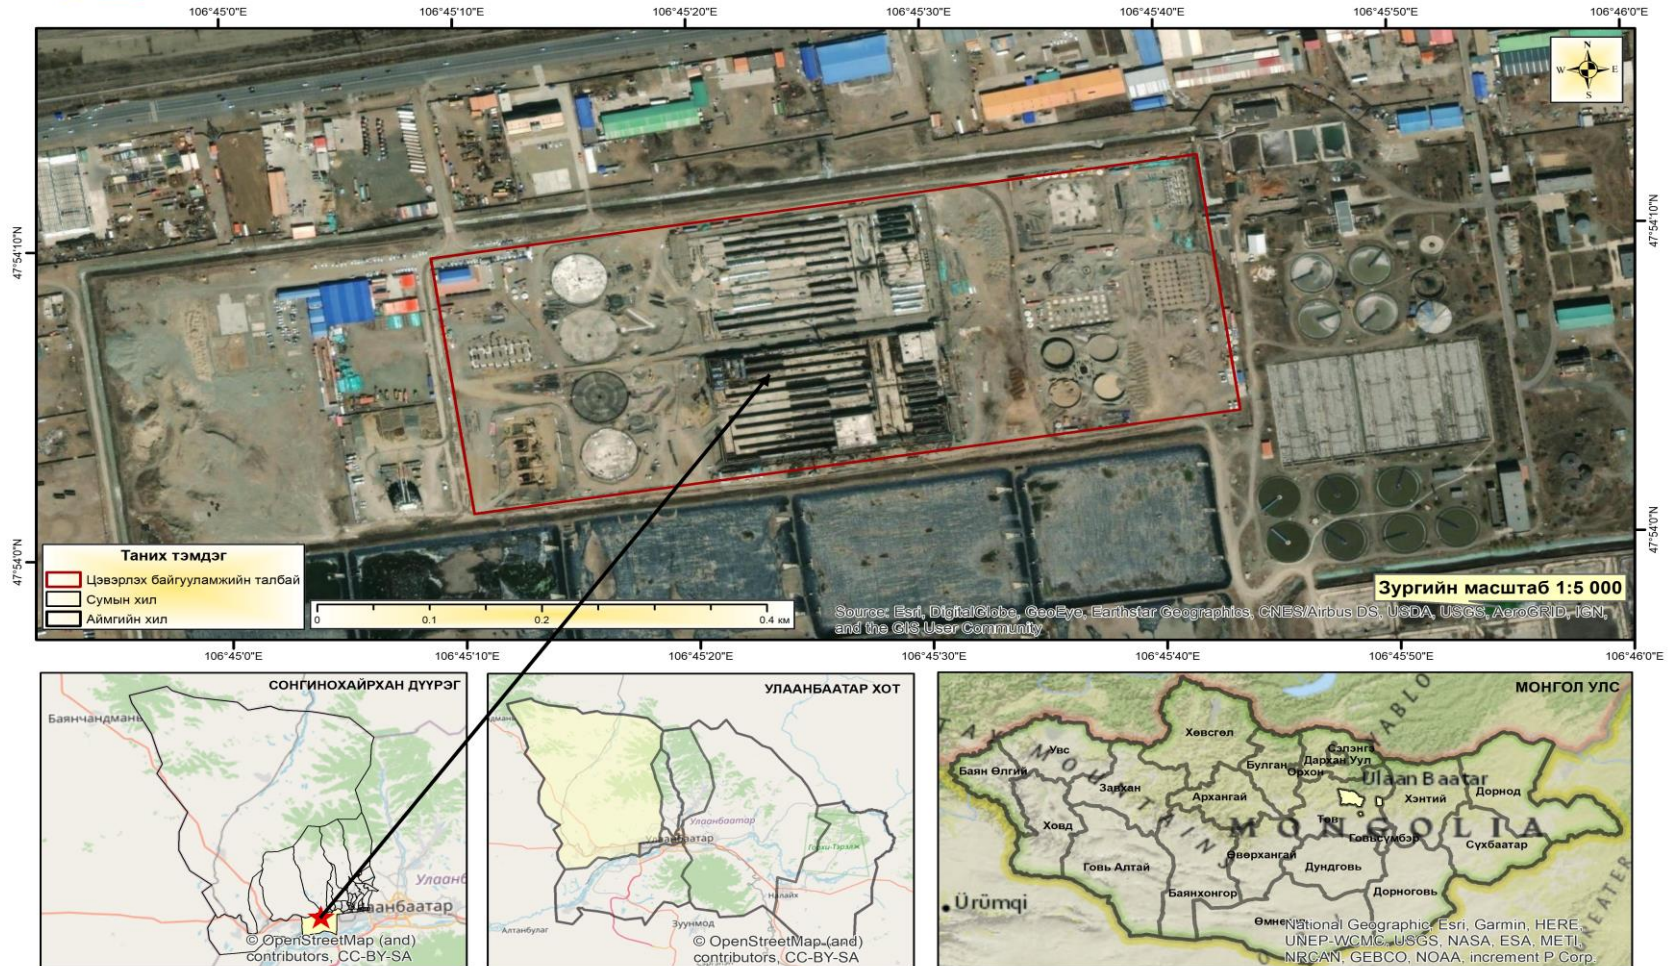 106°45'0"E
106°45'10"E
106°45'20"E
106°45'30"E
106°45'40"E
106°45'50"E
106°46'0"E
N
W
E
S
47°54'10"N
47°54'10"N
47°54'0"N
47°54'0"N
Таних тэмдэг
Цэвэрлэх байгууламжийн талбай
Сумын хил
Аймгийн хил
0
0.1
0.2
0.4 км
Зургийн масштаб 1:5 000
Source: Esri, DigitalGlobe, GeoEye, Earthstar Geographics, CNES/Airbus DS, USDA, USGS, AeroGRID, IGN,
and the GIS User Community
106°45'0"E
106°45'10"E
106°45'20"E
106°45'30"E
106°45'40"E
106°45'50"E
106°46'0"E
СОНГИНОХАЙРХАН ДҮҮРЭГ
Баянчандмань
© OpenStreetMap (and)
contributors, CC-BY-SA
УЛААНБААТАР ХОТ
Улаанбаатар
Улаанбаатар
Горхи-Тэрэлж
Налайх
Зуунмод
Алтанбулаг
© OpenStreetMap (and)
contributors, CC-BY-SA
МОНГОЛ УЛС
Хөвсгөл
Увс
Баян Өлгий
Завхан
Булган
Орхон
Сэлэнгэ
Дархан Уул
Ulaan Baatar
Архангай
Хэнтий
Дорнод
Ховд
Төв
MONGOLIA
Говьсүмбэр
Сүхбаатар
Говь Алтай
Өвөрхангай
Дундговь
Баянхонгор
Дорноговь
Ürümqi
National Geographic, Esri, Garmin, HERE,
UNEP-WCMC, USGS, NASA, ESA, METI,
NRCAN, GEBCO, NOAA, increment P Corp.